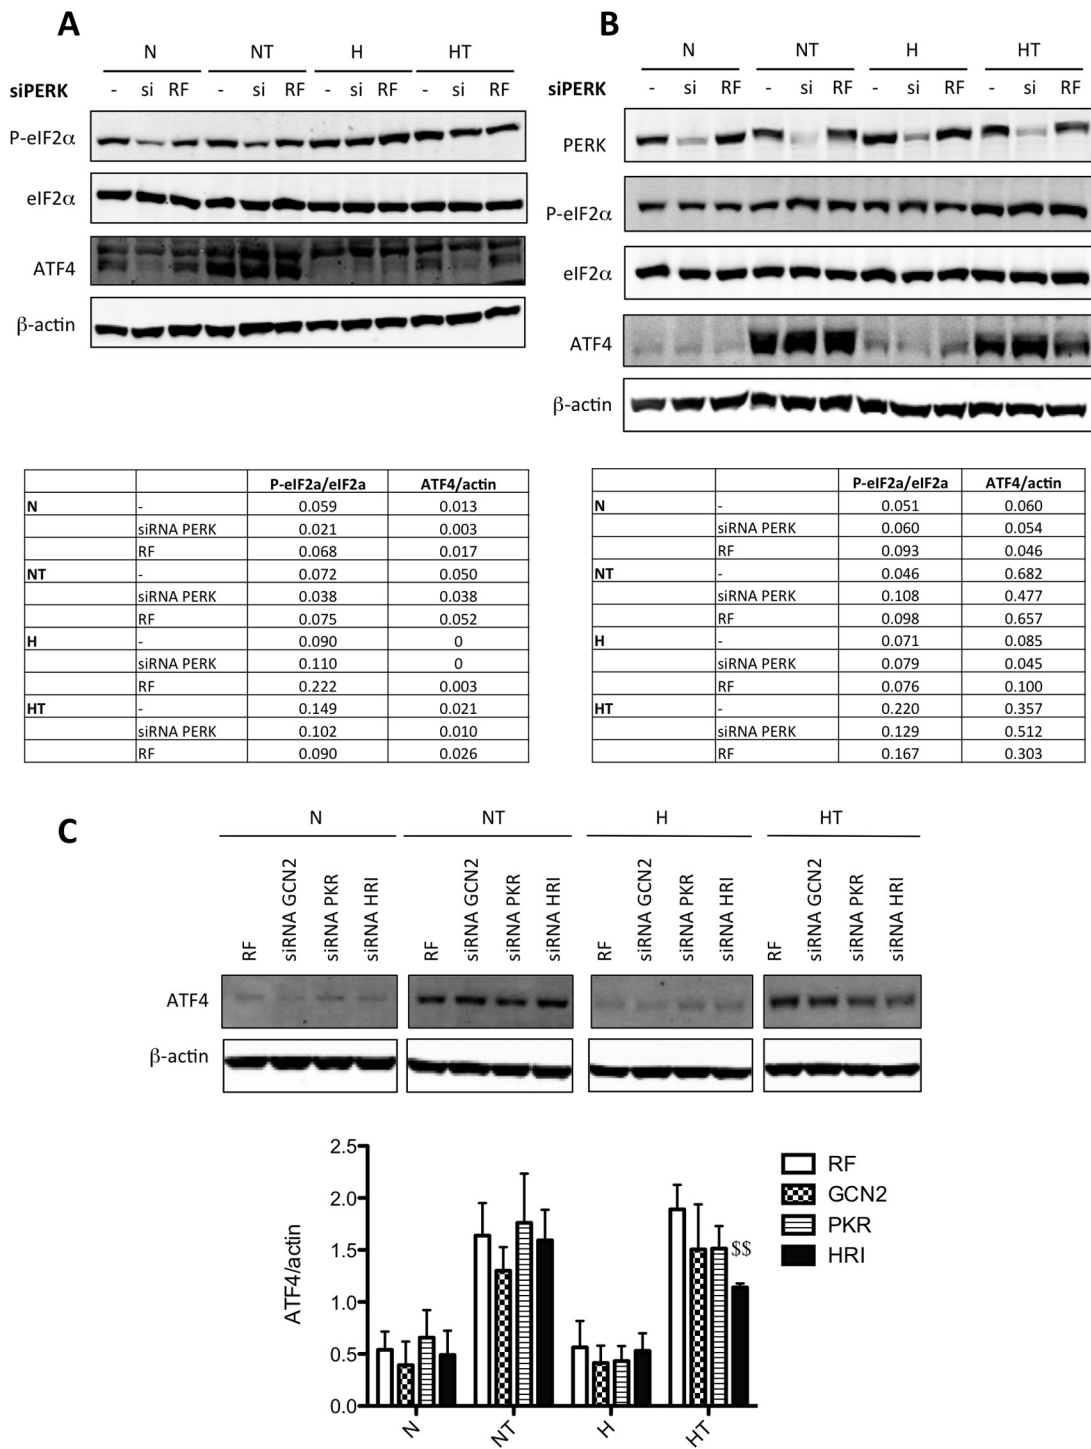 A
N NT H HT
siPERK - si RF - si RF - si RF - si RF
P-eIF2α
eIF2α
ATF4
β-actin
P-eIF2a/eIF2a ATF4/actin
N - 0.059 0.013
siRNA PERK 0.021 0.003
RF 0.068 0.017
NT - 0.072 0.050
siRNA PERK 0.038 0.038
RF 0.075 0.052
H - 0.090 0
siRNA PERK 0.110 0
RF 0.222 0.003
HT - 0.149 0.021
siRNA PERK 0.102 0.010
RF 0.090 0.026
B
N NT H HT
siPERK - si RF - si RF - si RF - si RF
PERK
P-eIF2α
eIF2α
ATF4
β-actin
P-eIF2a/eIF2a ATF4/actin
N - 0.051 0.060
siRNA PERK 0.060 0.054
RF 0.093 0.046
NT - 0.046 0.682
siRNA PERK 0.108 0.477
RF 0.098 0.657
H - 0.071 0.085
siRNA PERK 0.079 0.045
RF 0.076 0.100
HT - 0.220 0.357
siRNA PERK 0.129 0.512
RF 0.167 0.303
C
N NT H HT
RF siRNA GCN2 siRNA PKR siRNA HRI RF siRNA GCN2 siRNA PKR siRNA HRI RF siRNA GCN2 siRNA PKR siRNA HRI RF siRNA GCN2 siRNA PKR siRNA HRI
ATF4
β-actin
ATF4/actin
2.5
2.0
1.5
1.0
0.5
0.0
$$
N NT H HT
RF
GCN2
PKR
HRI